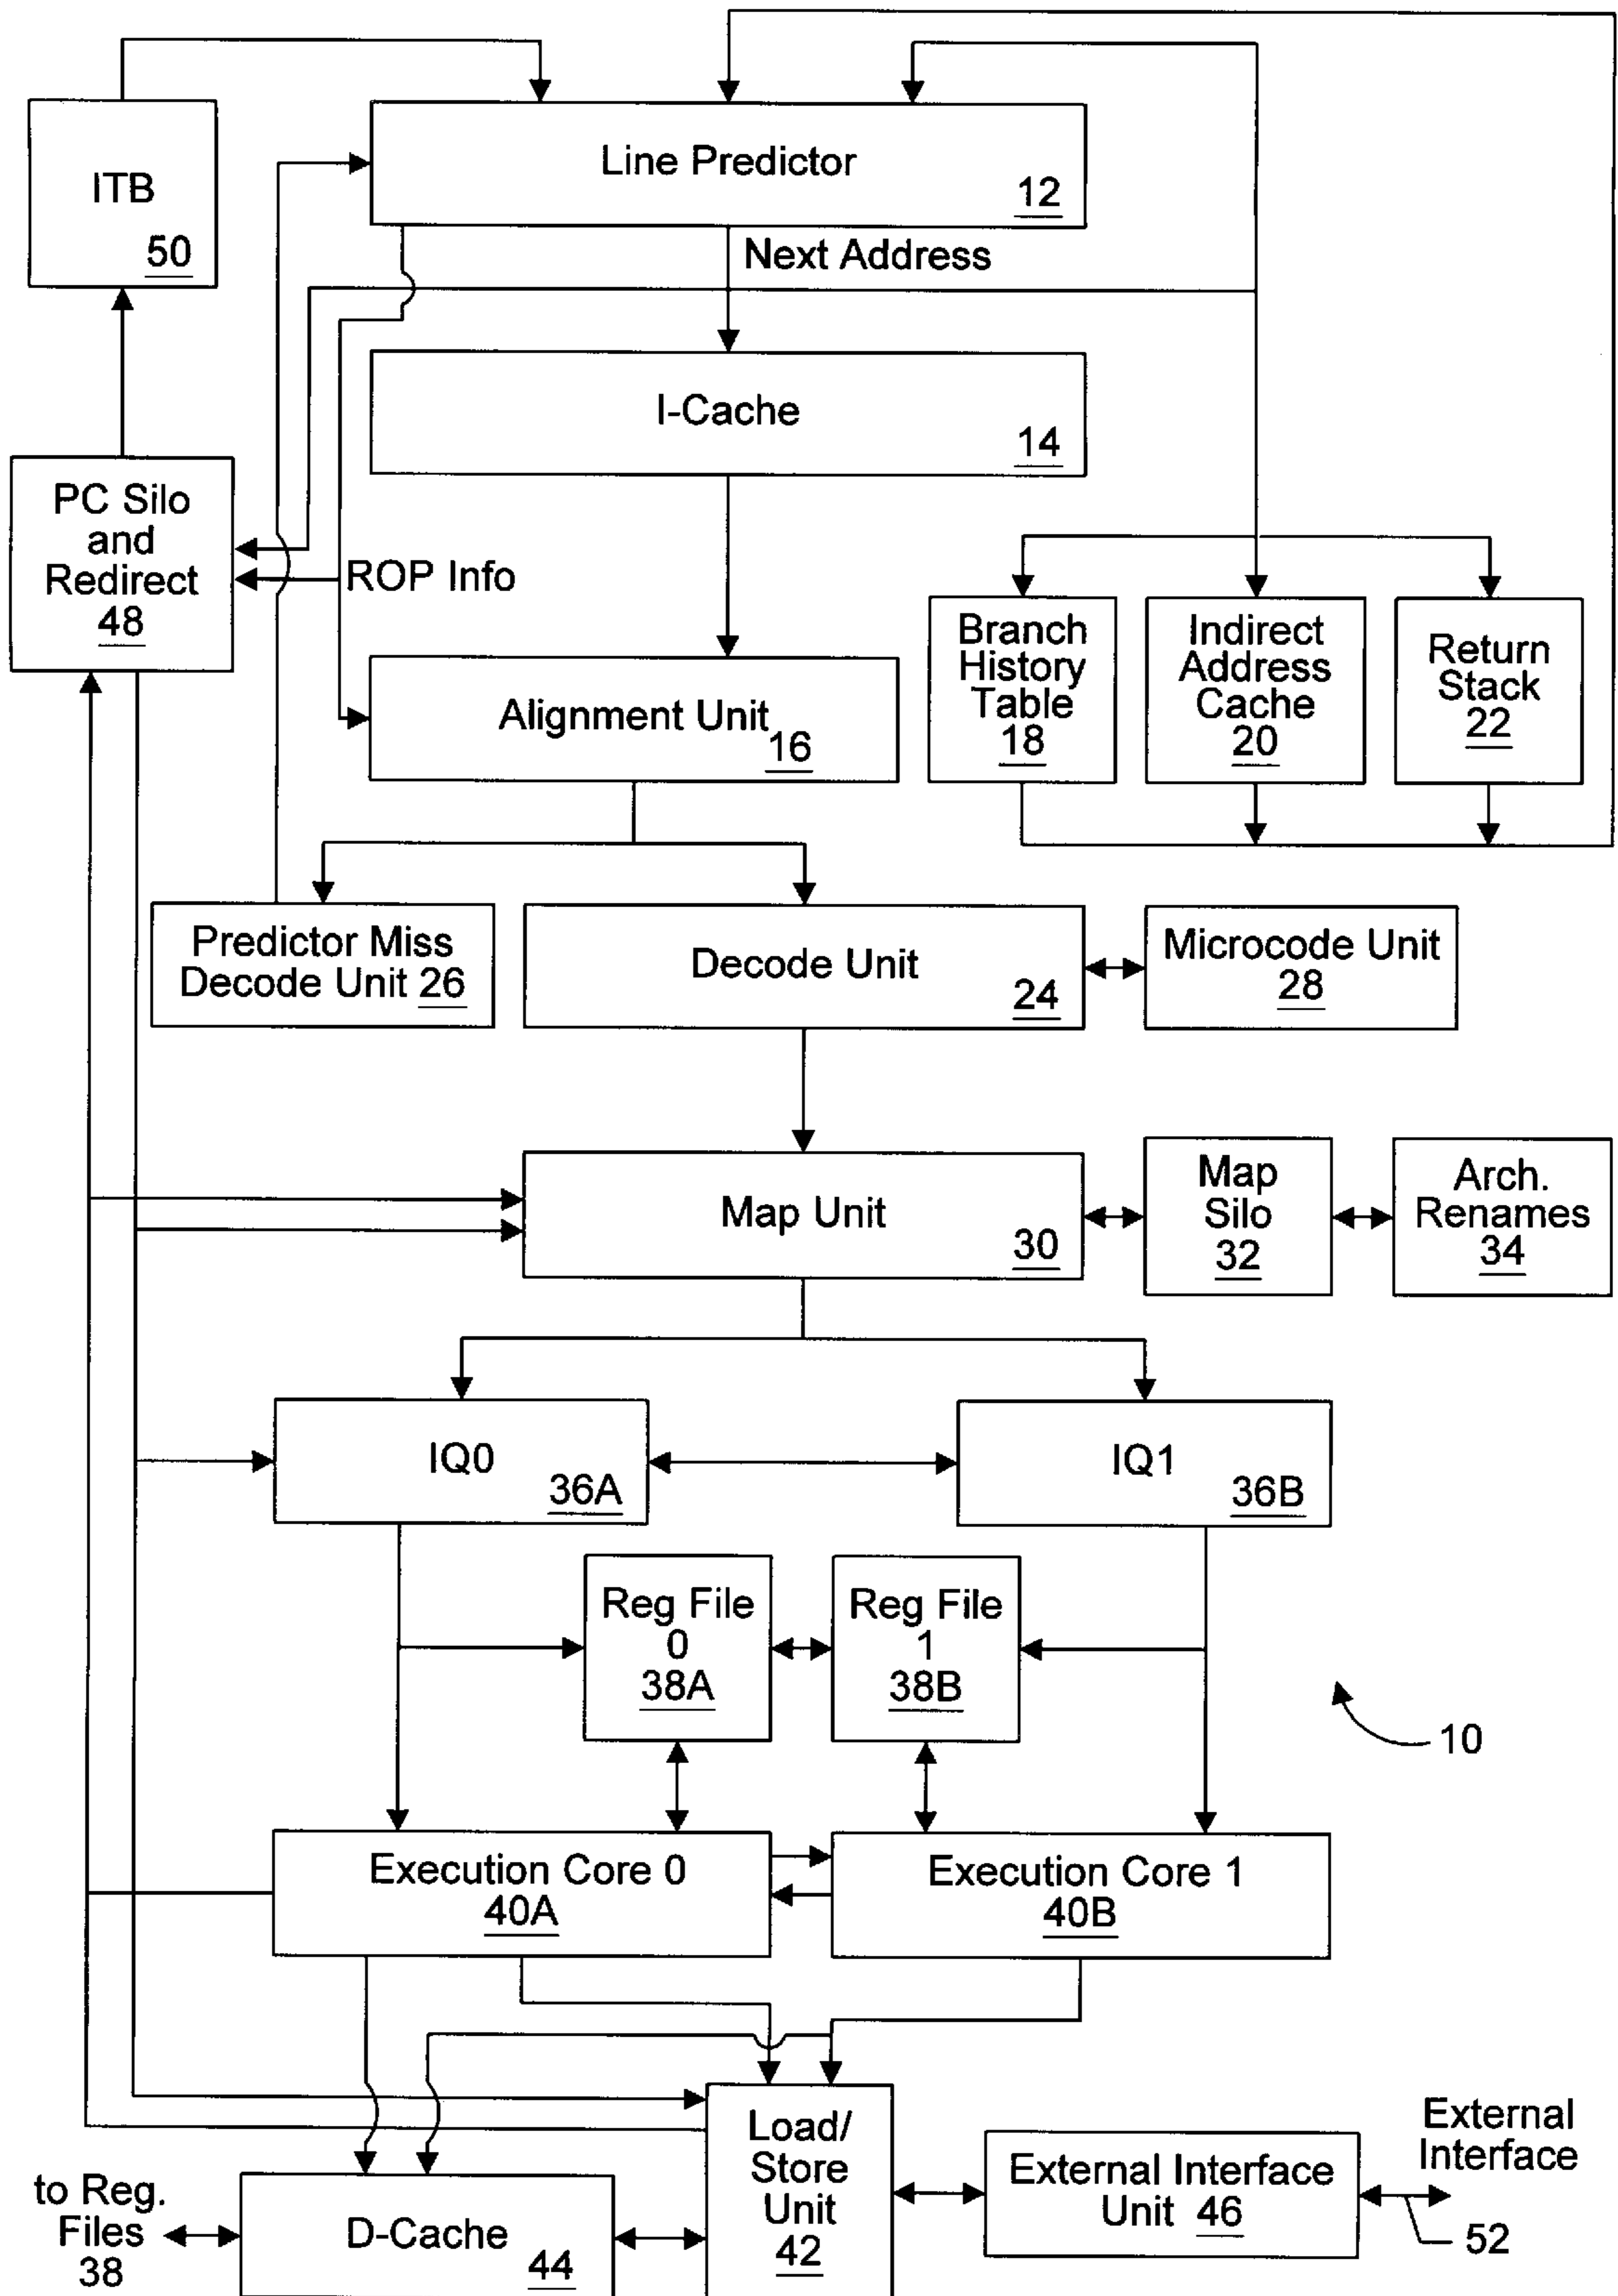 Line Predictor
12
ITB
50
Next Address
I-Cache
14
PC Silo
and
Redirect
48
ROP Info
Branch
History
Table
18
Indirect
Address
Cache
20
Return
Stack
22
Alignment Unit
16
Predictor Miss
Decode Unit 26
Decode Unit
24
Microcode Unit
28
Map Unit
30
Map
Silo
32
Arch.
Renames
34
IQ0
36A
IQ1
36B
Reg File
0
38A
Reg File
1
38B
10
Execution Core 0
40A
Execution Core 1
40B
Load/
Store
Unit
42
External Interface
Unit 46
External
Interface
52
to Reg.
Files
38
D-Cache
44